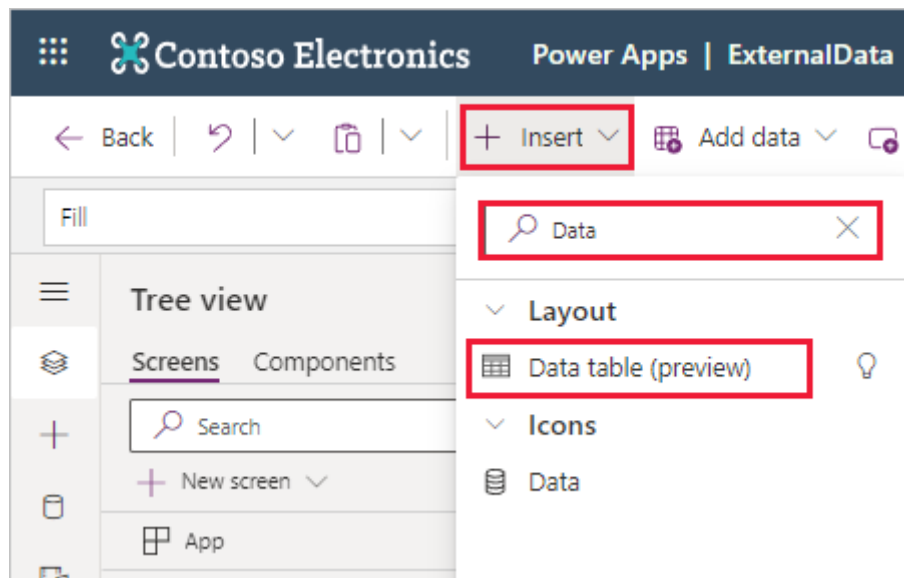 Contoso Electronics
Power Apps | ExternalData
Back
Insert
Add data
Fill
Data
Tree view
Screens
Components
Search
New screen
App
Layout
Data table (preview)
Icons
Data